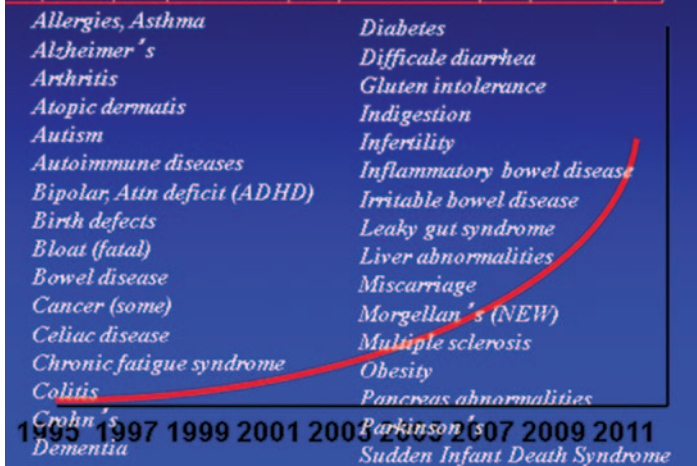 Allergies, Asthma
Alzheimer´s
Arthritis
Atopic dermatis
Autism
Autoimmune diseases
Bipolar, Attn deficit (ADHD)
Birth defects
Bloat (fatal)
Bowel disease
Cancer (some)
Celiac disease
Chronic fatigue syndrome
Colitis
Crohn´s
Dementia
Diabetes
Difficale diarrhea
Gluten intolerance
Indigestion
Infertility
Inflammatory bowel disease
Irritable bowel disease
Leaky gut syndrome
Liver abnormalities
Miscarriage
Morgellan´s (NEW)
Multiple sclerosis
Obesity
Pancreas abnormalities
Parkinson´s
Sudden Infant Death Syndrome
1995 1997 1999 2001 2003 2005 2007 2009 2011